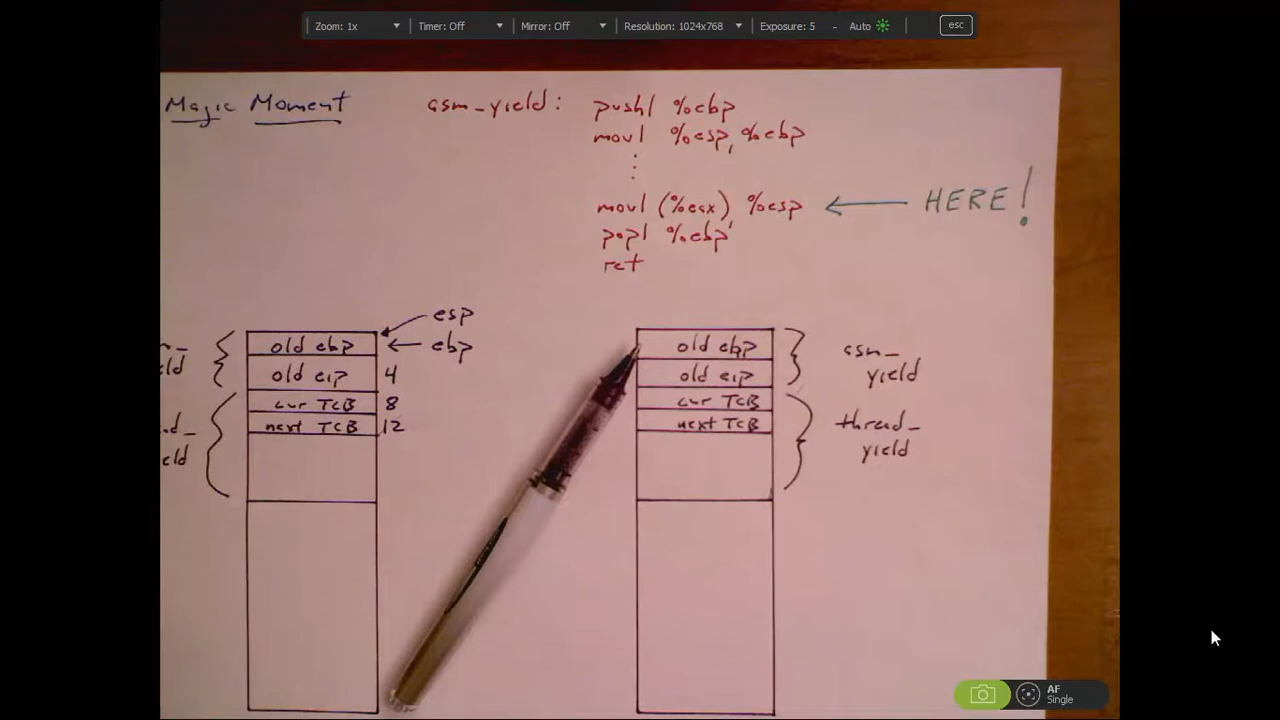 Zoom: 1x Timer: Off Mirror: Off Resolution: 1024x768 Exposure: 5 - Auto esc
Magic Moment
asm_yield: pushl %ebp
movl %esp, %ebp
movl (%eax), %esp HERE!
popl %ebp
ret
esp
ebp
old ebp
old eip 4
cur TCB 8
next TCB 12
yield
old ebp
old eip
cur TCB
next TCB
asm_
yield
thread_
yield
AF
Single